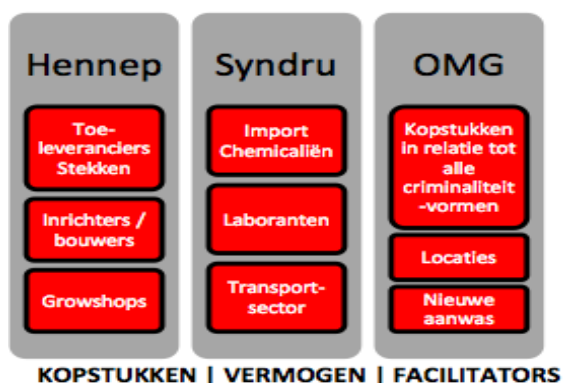 Hennep
Toe-
leveranciers
Stekken
Inrichters /
bouwers
Growshops
Syndru
Import
Chemicaliën
Laboranten
Transport-
sector
OMG
Kopstukken
in relatie tot
alle
criminaliteit
-vormen
Locaties
Nieuwe
aanwas
KOPSTUKKEN | VERMOGEN | FACILITATORS